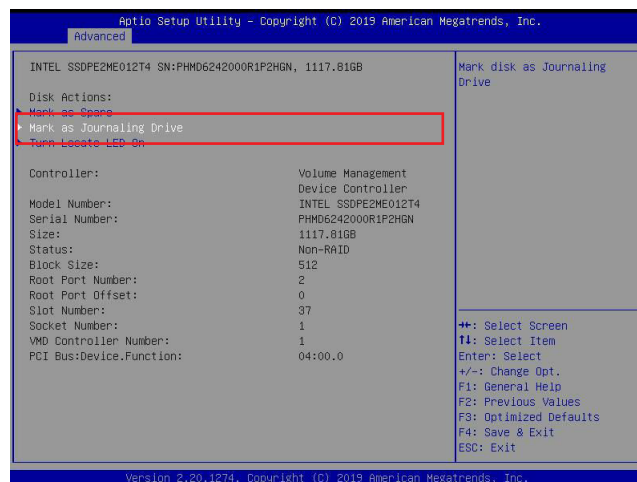 Aptio Setup Utility – Copyright (C) 2019 American Megatrends, Inc.
Advanced
INTEL SSDPE2ME012T4 SN:PHMD6242000R1P2HGN, 1117.81GB
Disk Actions:
Mark as Spare
Mark as Journaling Drive
Turn Locate LED On
Controller: Volume Management
Device Controller
Model Number: INTEL SSDPE2ME012T4
Serial Number: PHMD6242000R1P2HGN
Size: 1117.81GB
Status: Non-RAID
Block Size: 512
Root Port Number: 2
Root Port Offset: 0
Slot Number: 37
Socket Number: 1
VMD Controller Number: 1
PCI Bus:Device.Function: 04:00.0
Mark disk as Journaling
Drive
→←: Select Screen
↑↓: Select Item
Enter: Select
+/-: Change Opt.
F1: General Help
F2: Previous Values
F3: Optimized Defaults
F4: Save & Exit
ESC: Exit
Version 2.20.1274. Copyright (C) 2019 American Megatrends, Inc.